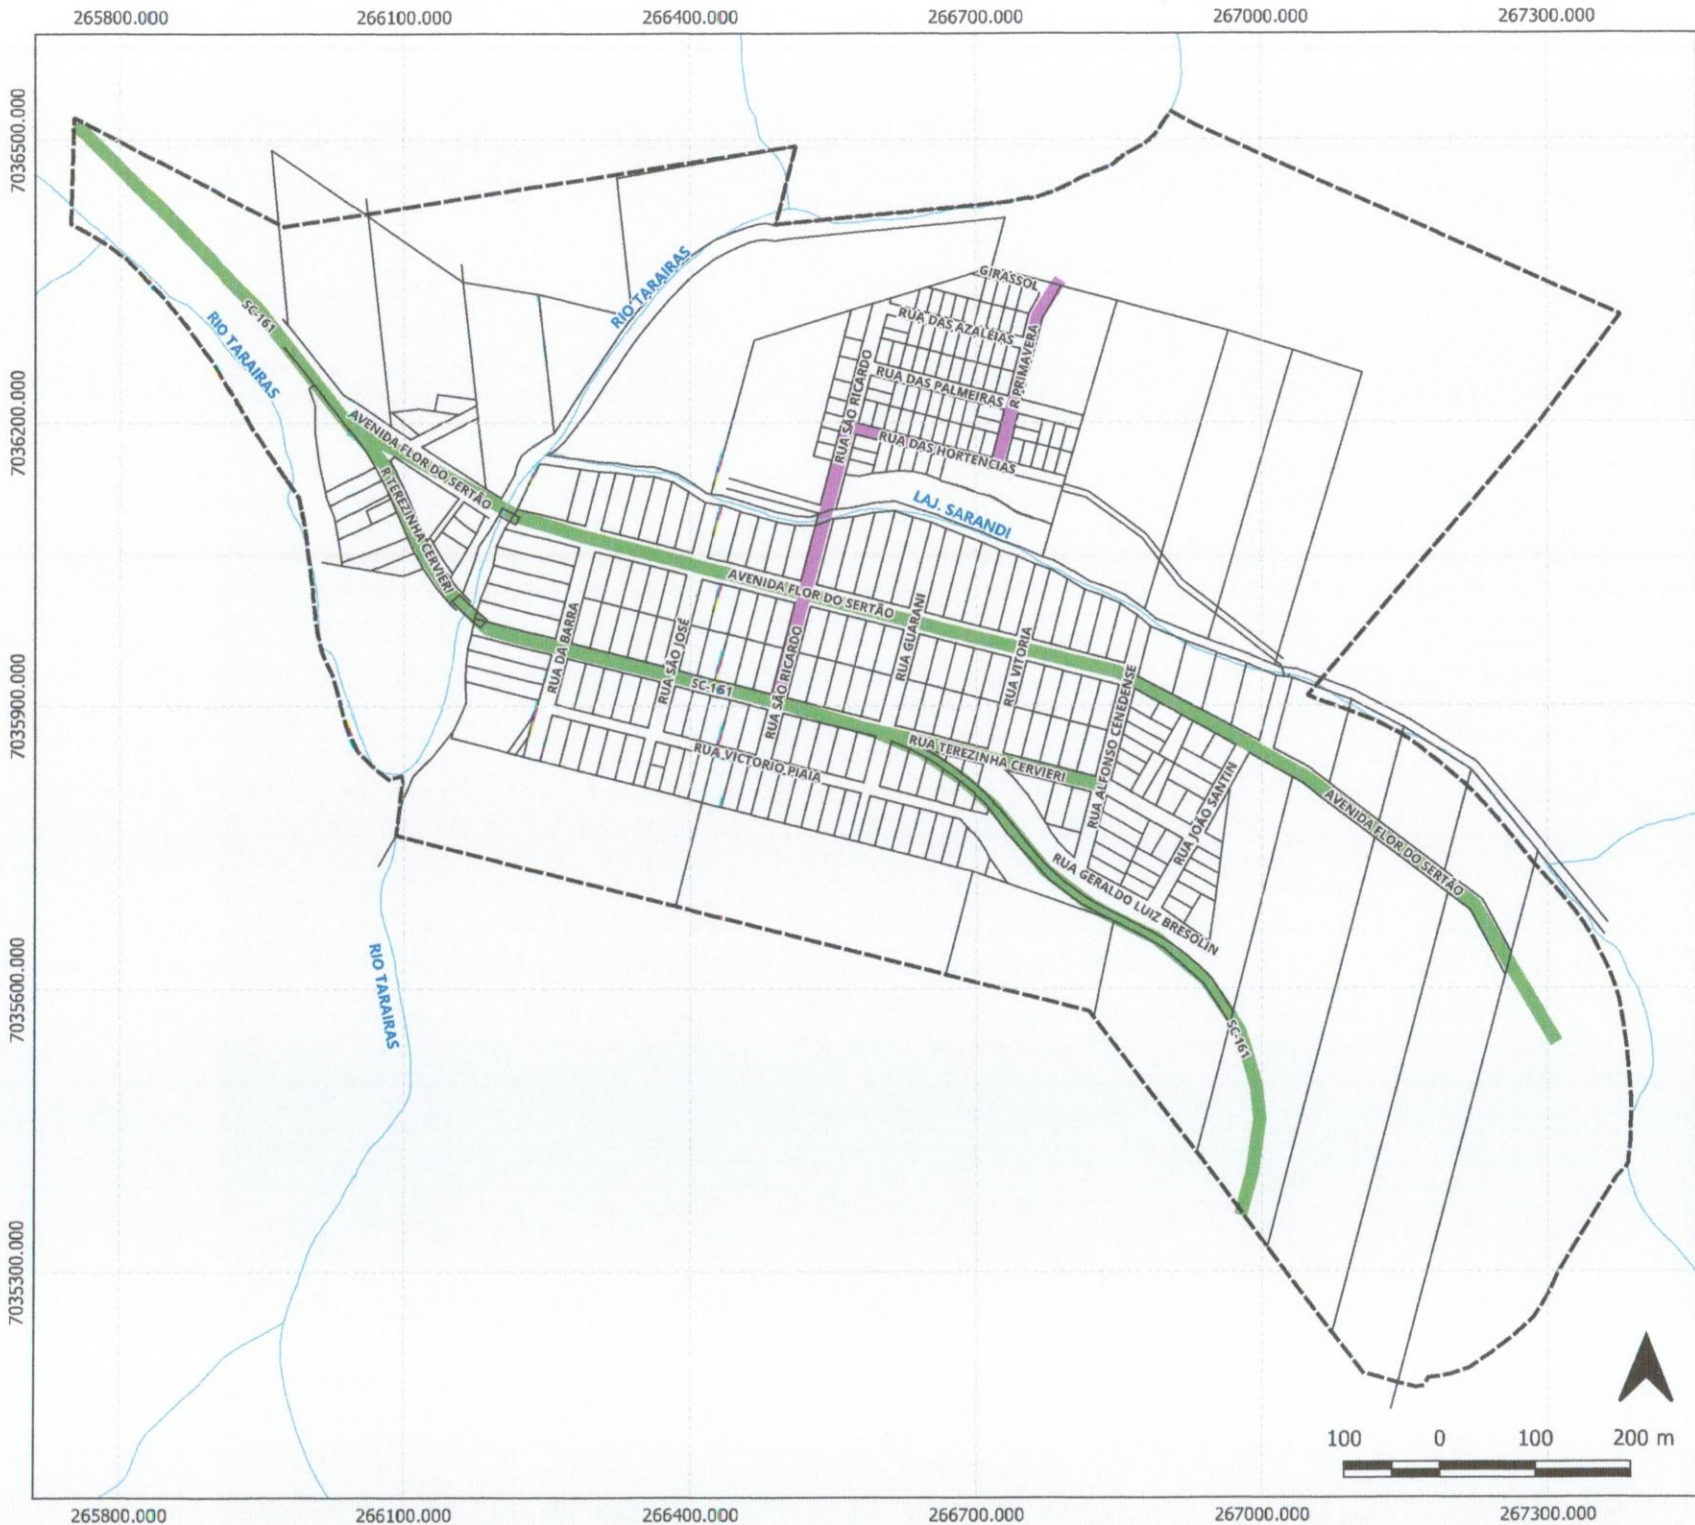 265800.000
266100.000
266400.000
266700.000
267000.000
267300.000
7036500.000
7036200.000
7035900.000
7035600.000
7035300.000
SC-161
RIO TARAIRAS
RIO TARAIRAS
GIRASSOL
RUA DAS AZALÉIAS
R PRIMAVERA
RUA DAS PALMEIRAS
RUA SÃO RICARDO
RUA DAS HORTENCIAS
AVENIDA FLOR DO SERTÃO
R TEREZINHA CERVIERI
LAJ. SARANDI
AVENIDA FLOR DO SERTÃO
RUA DA BARRA
RUA SÃO JOSÉ
RUA SÃO RICARDO
RUA GUARANI
RUA VITORIA
RUA ALFONSO CENEDENSE
SC-161
RUA VICTORIO PIAIA
RUA TEREZINHA CERVIERI
RUA JOÃO SANTIN
AVENIDA FLOR DO SERTÃO
RUA GERALDO LUIZ BRESOLIN
RIO TARAIRAS
SC-161
100 0 100 200 m
265800.000
266100.000
266400.000
266700.000
267000.000
267300.000